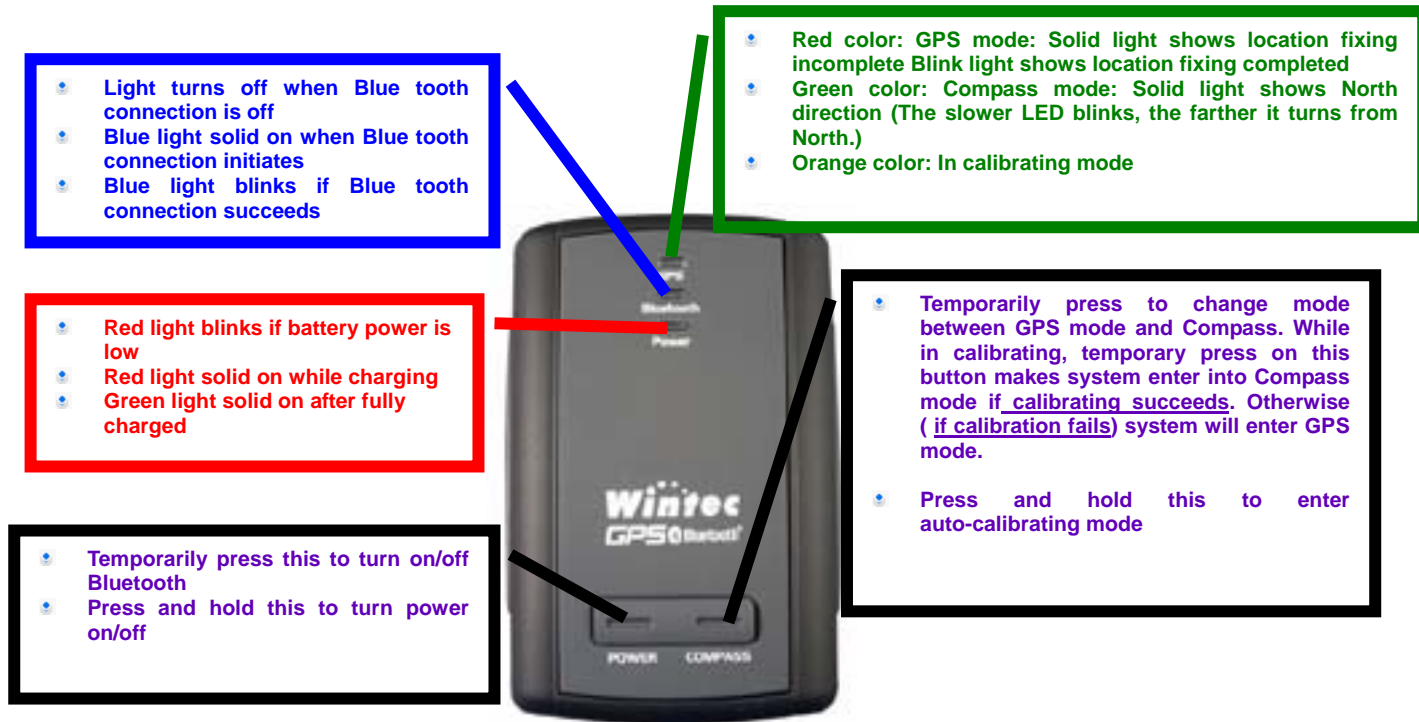 Light turns off when Blue tooth
connection is off
Blue light solid on when Blue tooth
connection initiates
Blue light blinks if Blue tooth
connection succeeds
Red color: GPS mode: Solid light shows location fixing
incomplete Blink light shows location fixing completed
Green color: Compass mode: Solid light shows North
direction (The slower LED blinks, the farther it turns from
North.)
Orange color: In calibrating mode
Red light blinks if battery power is
low
Red light solid on while charging
Green light solid on after fully
charged
Temporarily press to change mode
between GPS mode and Compass. While
in calibrating, temporary press on this
button makes system enter into Compass
mode if calibrating succeeds. Otherwise
( if calibration fails) system will enter GPS
mode.
Press and hold this to enter
auto-calibrating mode
Temporarily press this to turn on/off
Bluetooth
Press and hold this to turn power
on/off
Bluetooth
Power
Wintec
GPS Bluetooth
POWER COMPASS